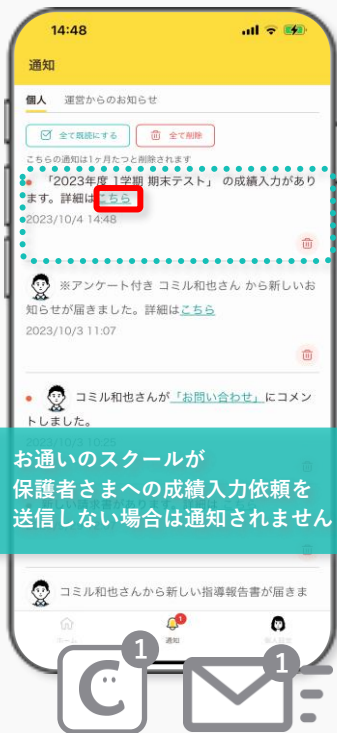 14:48
通知
個人 運営からのお知らせ
全て既読にする 全て削除
こちらの通知は1ヶ月たつと削除されます
「2023年度 1学期 期末テスト」 の成績入力があり
ます。詳細はこちら
2023/10/4 14:48
※アンケート付き コミル和也さん から新しいお
知らせが届きました。詳細はこちら
2023/10/3 11:07
コミル和也さんが「お問い合わせ」にコメン
トしました。
お通いのスクールが
保護者さまへの成績入力依頼を
送信しない場合は通知されません
コミル和也さんから新しい指導報告書が届きま
1
ホーム 通知
1 1